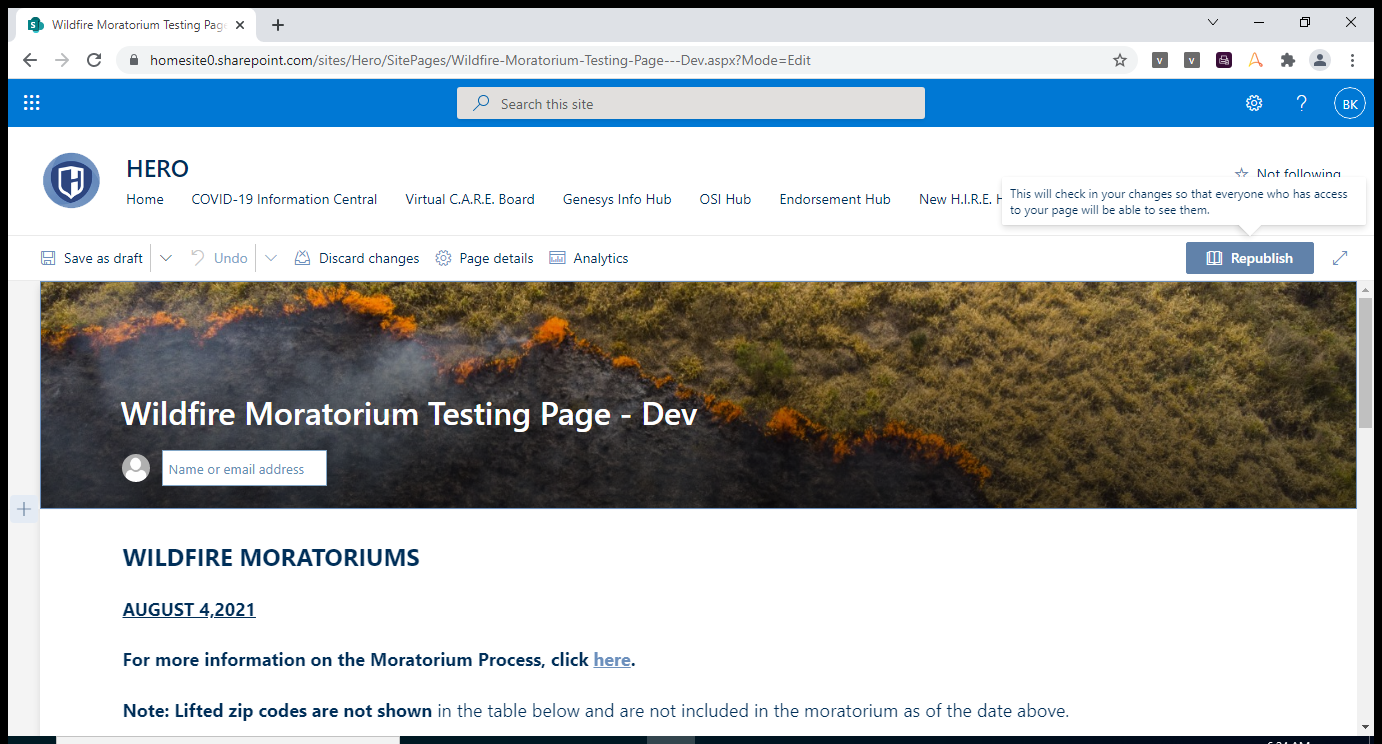 Wildfire Moratorium Testing Pag
homesite0.sharepoint.com/sites/Hero/SitePages/Wildfire-Moratorium-Testing-Page---Dev.aspx?Mode=Edit
Search this site
BK
HERO
Not following
Home COVID-19 Information Central Virtual C.A.R.E. Board Genesys Info Hub OSI Hub Endorsement Hub New H.I.R.E. H
This will check in your changes so that everyone who has access
to your page will be able to see them.
Save as draft Undo Discard changes Page details Analytics Republish
Wildfire Moratorium Testing Page - Dev
Name or email address
WILDFIRE MORATORIUMS
AUGUST 4,2021
For more information on the Moratorium Process, click here.
Note: Lifted zip codes are not shown in the table below and are not included in the moratorium as of the date above.